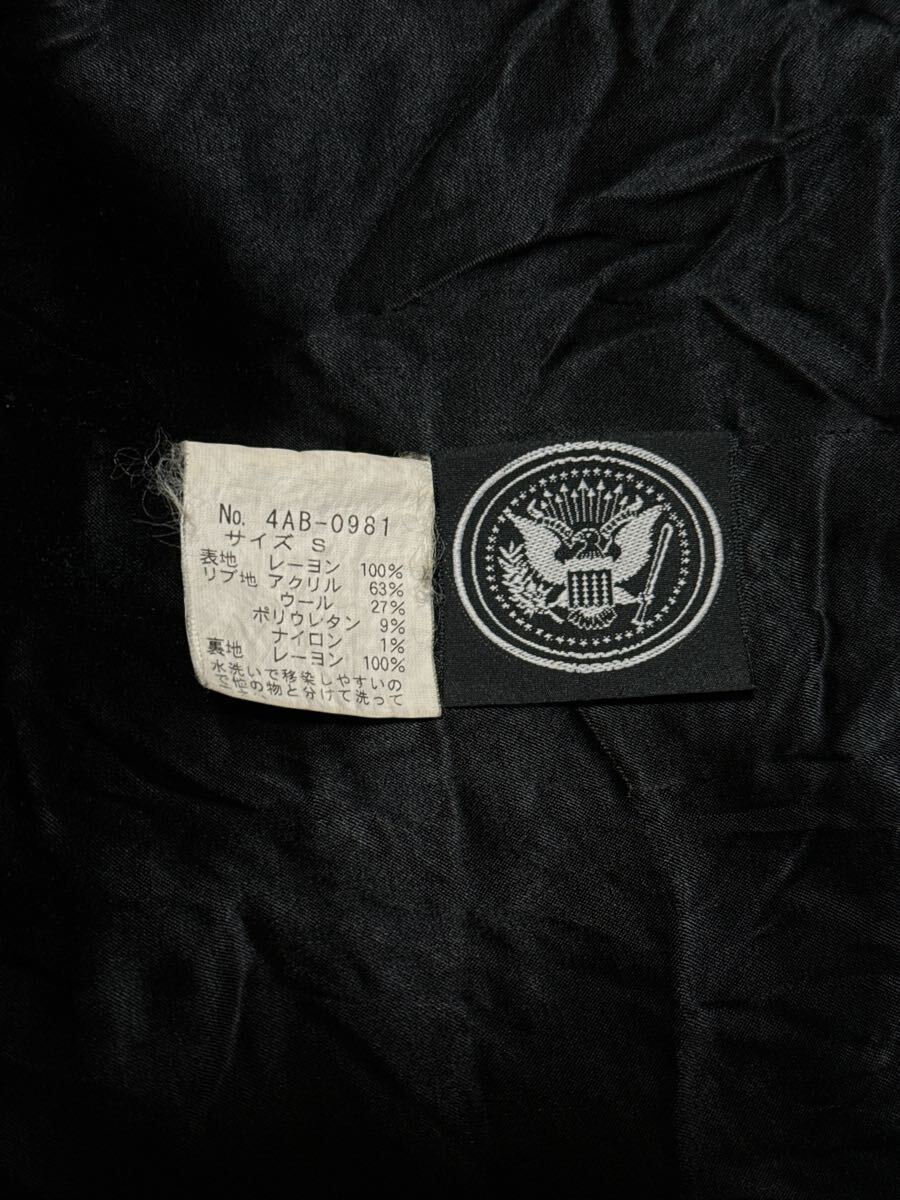 No. 4AB-0981
サイズ S
表地 レーヨン 100%
リブ地 アクリル 63%
ウール 27%
ポリウレタン 9%
ナイロン 1%
裏地 レーヨン 100%
水洗いで移染しやすいの
で他の物と分けて洗って